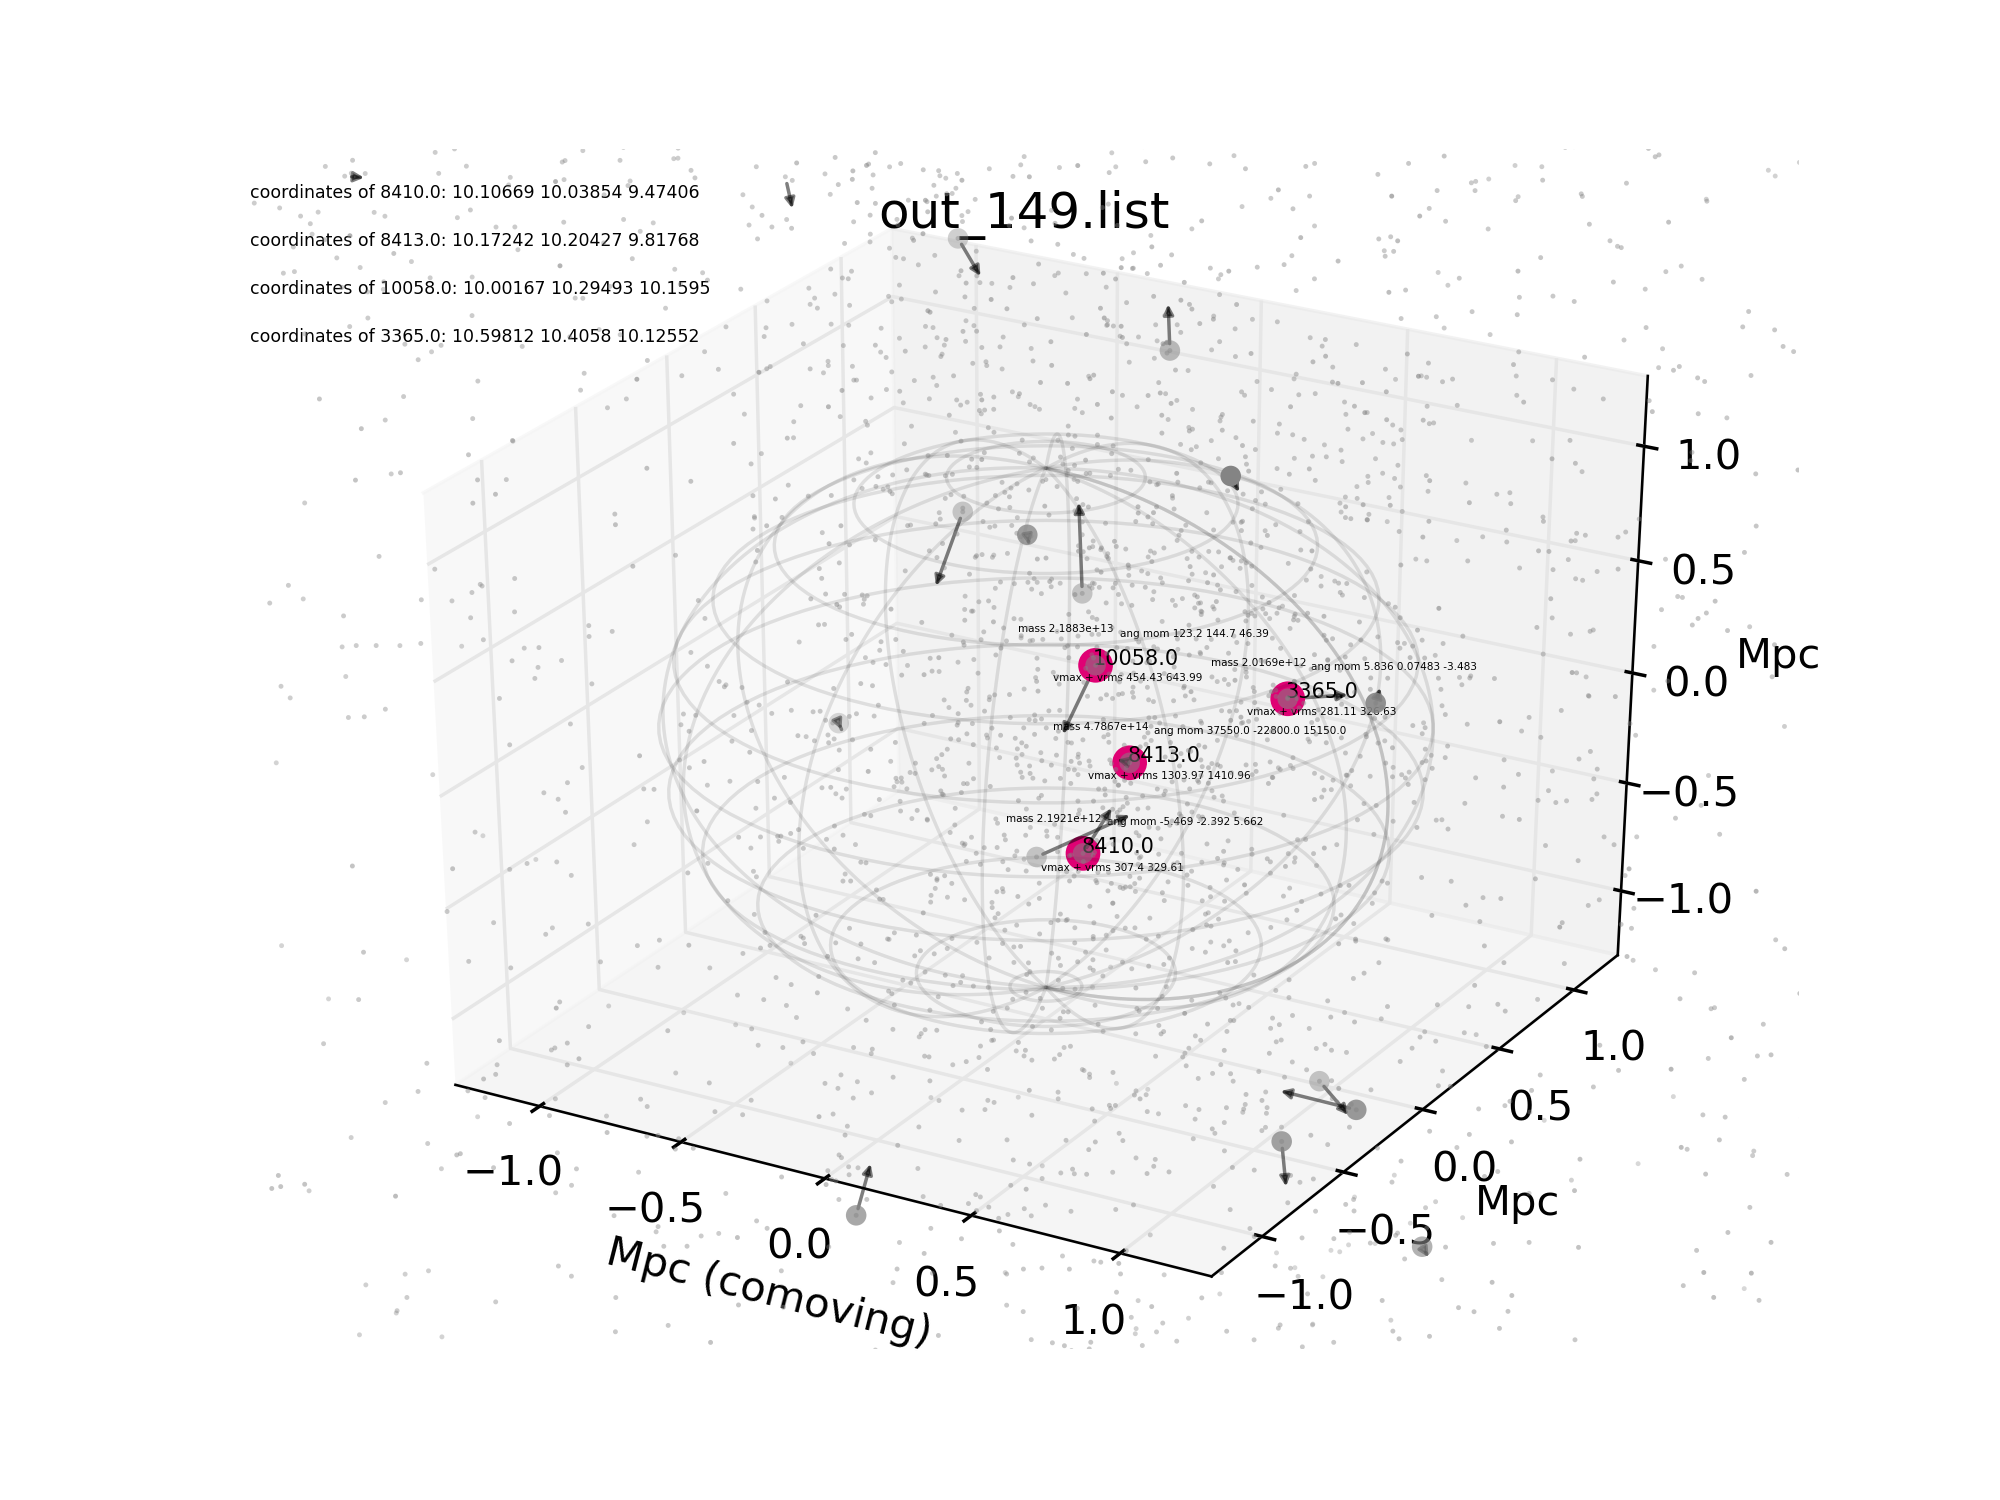 out_149.list
coordinates of 8410.0: 10.10669 10.03854 9.47406
coordinates of 8413.0: 10.17242 10.20427 9.81768
coordinates of 10058.0: 10.00167 10.29493 10.1595
coordinates of 3365.0: 10.59812 10.4058 10.12552
mass 2.1883e+13
ang mom 123.2 144.7 46.39
10058.0
vmax + vrms 454.43 643.99
mass 2.0169e+12
ang mom 5.836 0.07483 -3.483
3365.0
vmax + vrms 281.11 326.63
mass 4.7867e+14
ang mom 37550.0 -22800.0 15150.0
8413.0
vmax + vrms 1303.97 1410.96
mass 2.1921e+12
ang mom -5.469 -2.392 5.662
8410.0
vmax + vrms 307.4 329.61
1.0
0.5
0.0
−0.5
−1.0
Mpc
1.0
0.5
0.0
−0.5
−1.0
Mpc
−1.0
−0.5
0.0
0.5
1.0
Mpc (comoving)